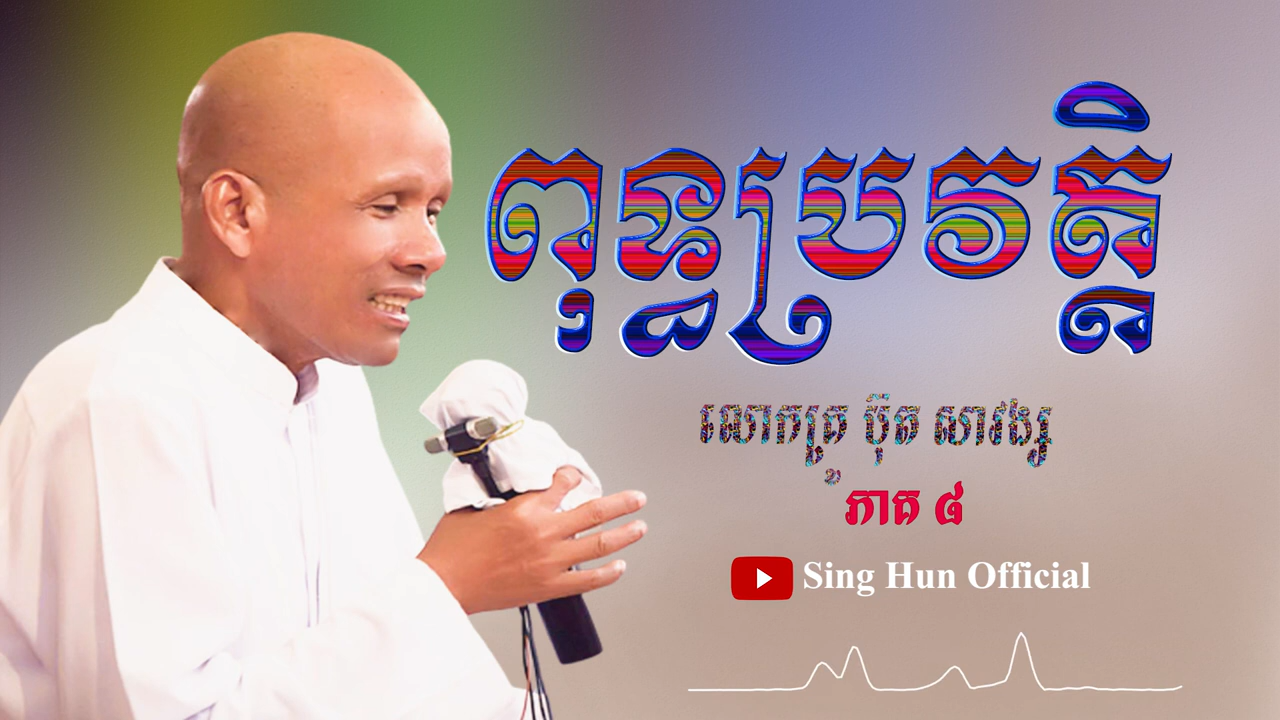 ពុទ្ធប្រវត្តិ
លោកគ្រូ ប៊ុត សាវង្ស
ភាគ ៨
Sing Hun Official